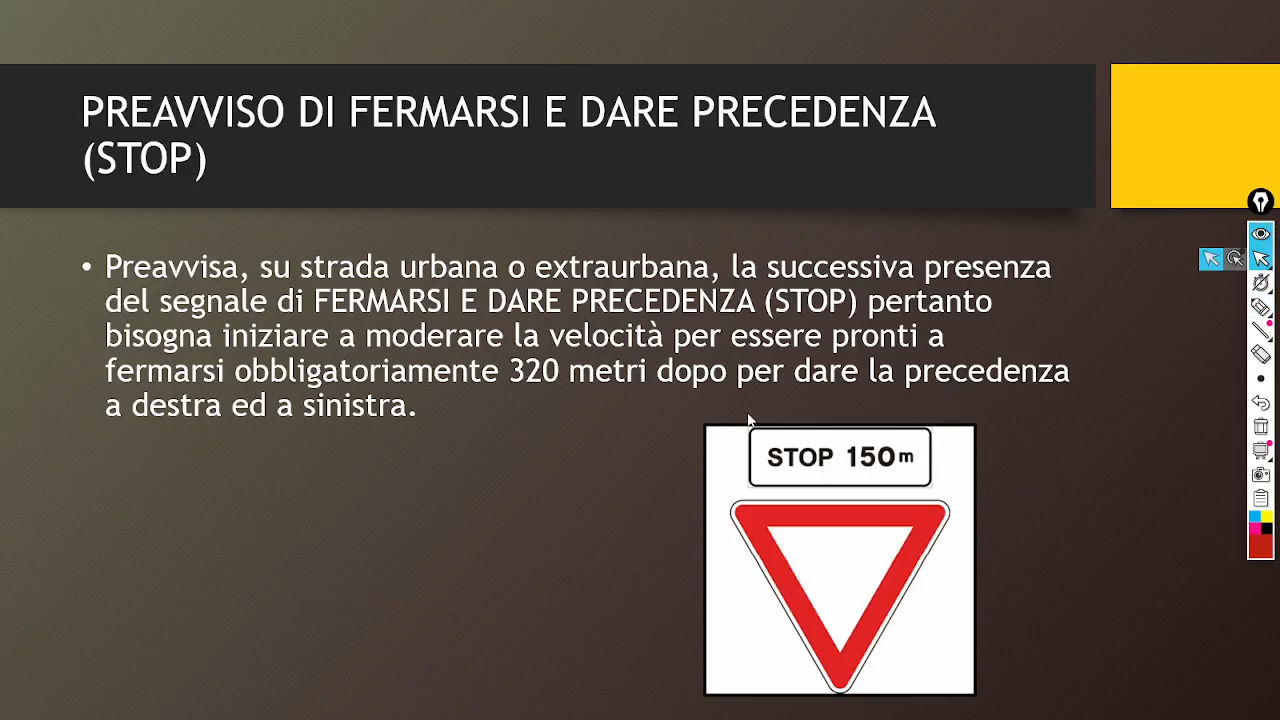 PREAVVISO DI FERMARSI E DARE PRECEDENZA
(STOP)
• Preavvisa, su strada urbana o extraurbana, la successiva presenza
del segnale di FERMARSI E DARE PRECEDENZA (STOP) pertanto
bisogna iniziare a moderare la velocità per essere pronti a
fermarsi obbligatoriamente 320 metri dopo per dare la precedenza
a destra ed a sinistra.
STOP 150m